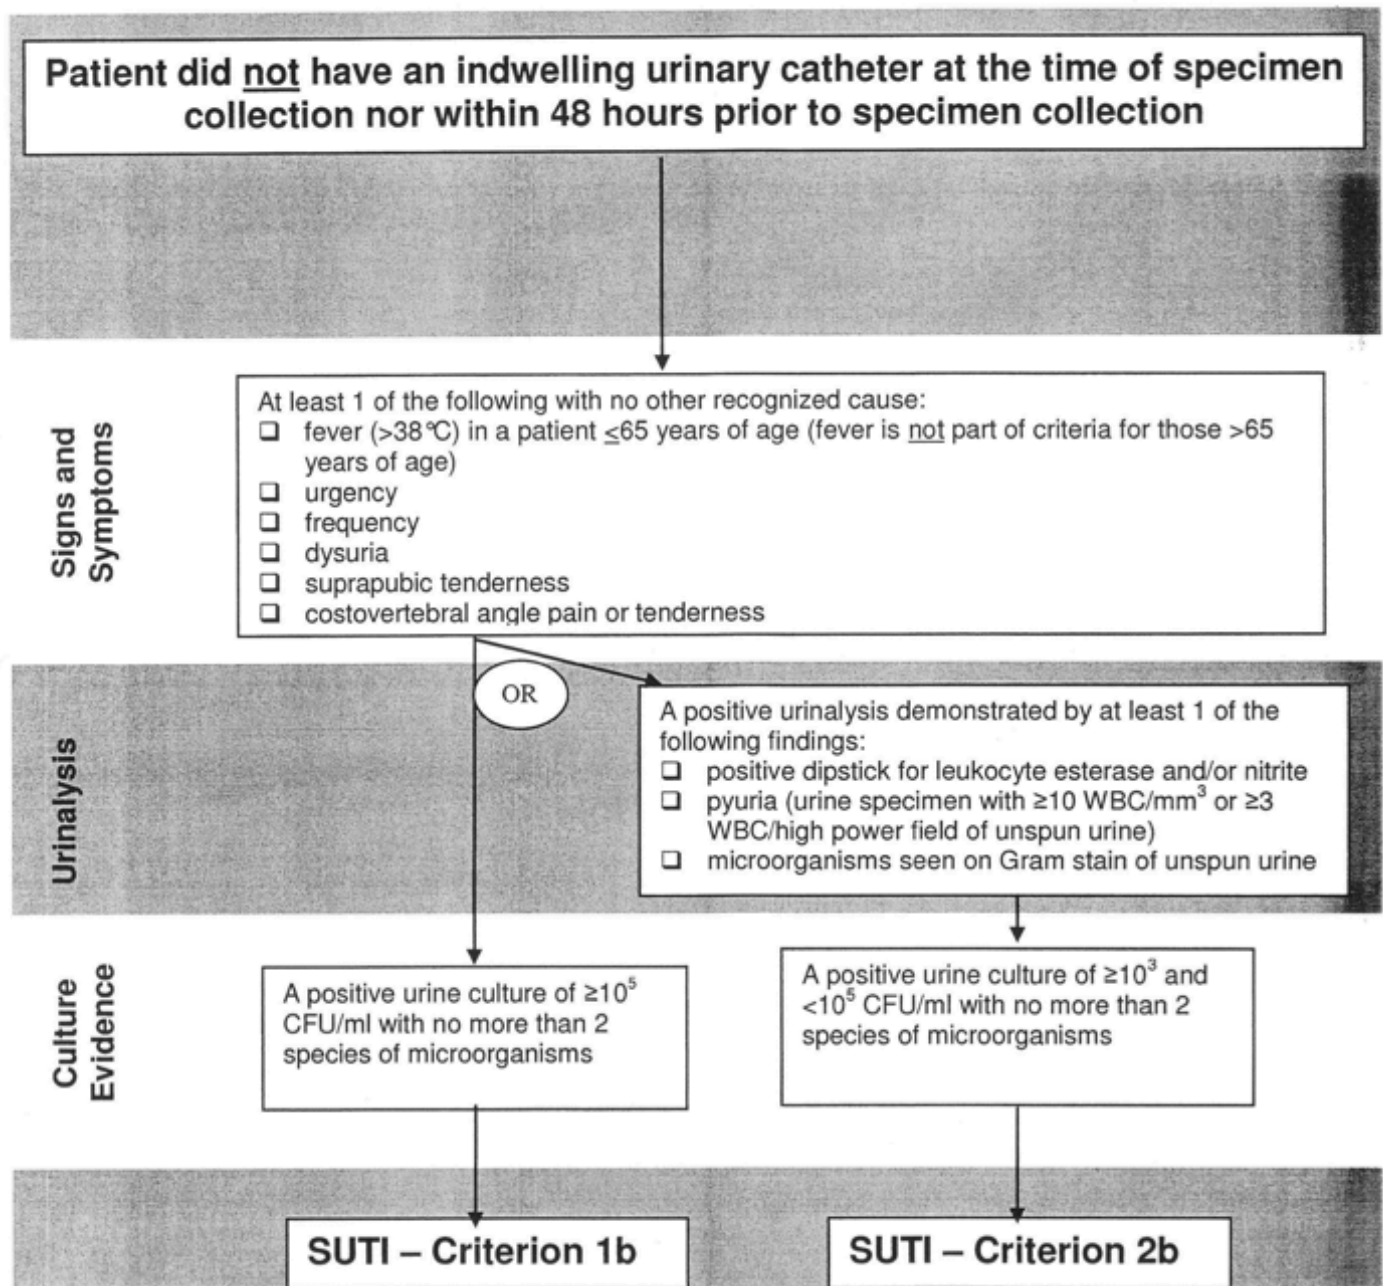 Patient did not have an indwelling urinary catheter at the time of specimen
collection nor within 48 hours prior to specimen collection
Signs and
Symptoms
At least 1 of the following with no other recognized cause:
❑ fever (>38°C) in a patient ≤65 years of age (fever is not part of criteria for those >65
years of age)
❑ urgency
❑ frequency
❑ dysuria
❑ suprapubic tenderness
❑ costovertebral angle pain or tenderness
OR
Urinalysis
A positive urinalysis demonstrated by at least 1 of the
following findings:
❑ positive dipstick for leukocyte esterase and/or nitrite
❑ pyuria (urine specimen with ≥10 WBC/mm³ or ≥3
WBC/high power field of unspun urine)
❑ microorganisms seen on Gram stain of unspun urine
Culture
Evidence
A positive urine culture of ≥10⁵
CFU/ml with no more than 2
species of microorganisms
A positive urine culture of ≥10³ and
<10⁵ CFU/ml with no more than 2
species of microorganisms
SUTI – Criterion 1b
SUTI – Criterion 2b